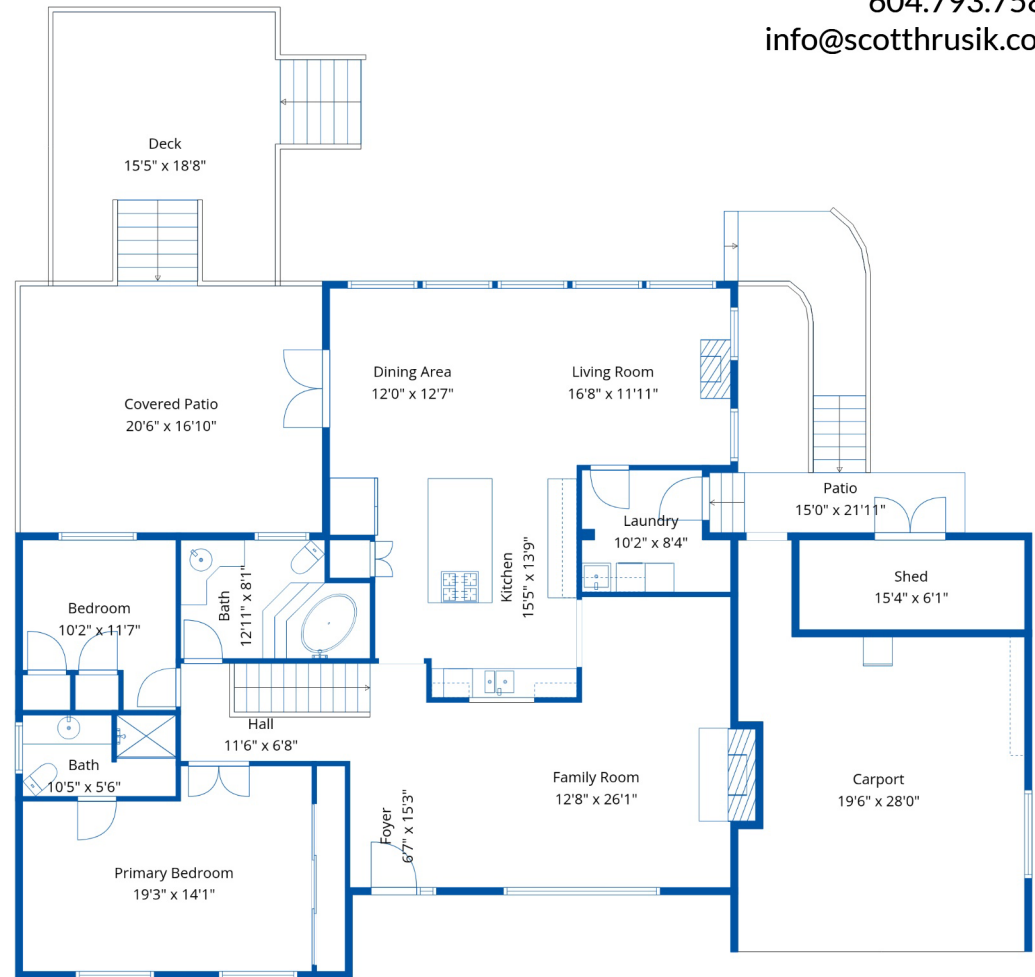 604.793.758
info@scotthrusik.co
Deck
15'5" x 18'8"
Dining Area
12'0" x 12'7"
Living Room
16'8" x 11'11"
Covered Patio
20'6" x 16'10"
Patio
15'0" x 21'11"
Laundry
10'2" x 8'4"
Kitchen
15'5" x 13'9"
Shed
15'4" x 6'1"
Bedroom
10'2" x 11'7"
Bath
12'11" x 8'1"
Hall
11'6" x 6'8"
Bath
10'5" x 5'6"
Family Room
12'8" x 26'1"
Carport
19'6" x 28'0"
Foyer
6'7" x 15'3"
Primary Bedroom
19'3" x 14'1"